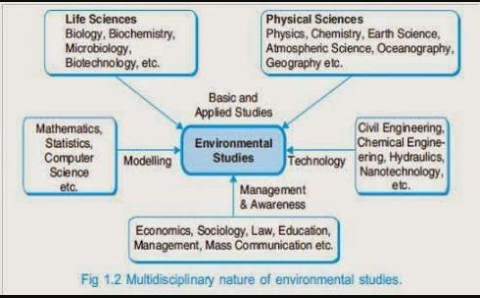 Life Sciences
Biology, Biochemistry,
Microbiology,
Biotechnology, etc.
Physical Sciences
Physics, Chemistry, Earth Science,
Atmospheric Science, Oceanography,
Geography etc.
Basic and
Applied Studies
Mathematics,
Statistics,
Computer
Science
etc.
Modelling
Environmental
Studies
Technology
Civil Engineering,
Chemical Engine-
ering, Hydraulics,
Nanotechnology,
etc.
Management
& Awareness
Economics, Sociology, Law, Education,
Management, Mass Communication etc.
Fig 1.2 Multidisciplinary nature of environmental studies.